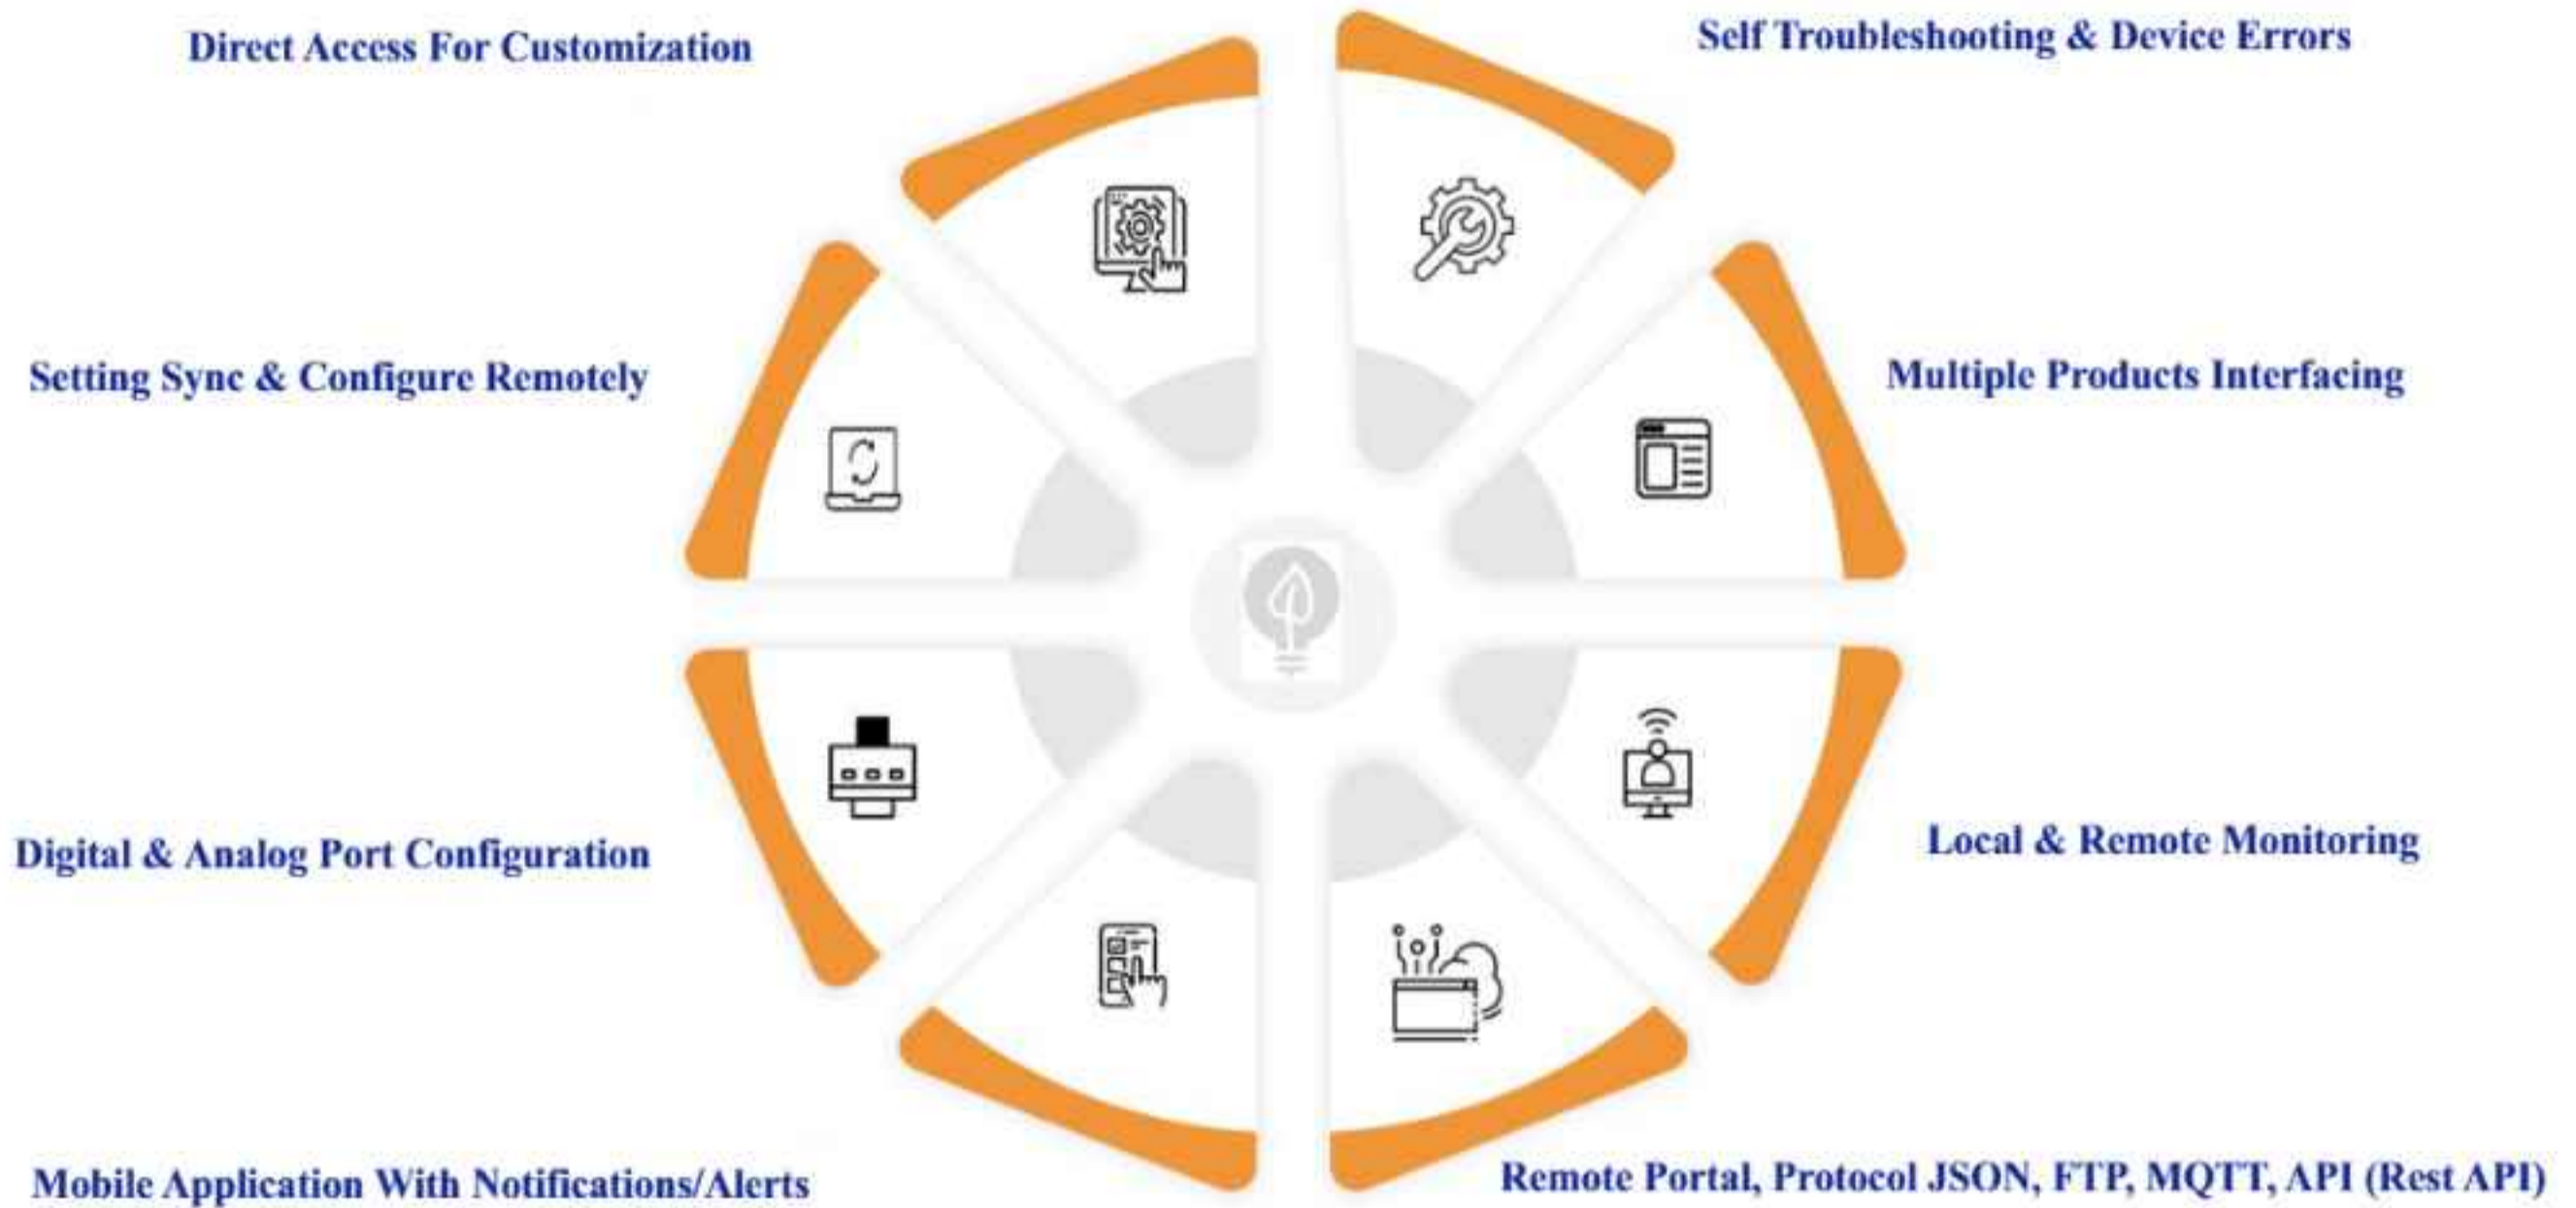 Direct Access For Customization
Self Troubleshooting & Device Errors
Setting Sync & Configure Remotely
Multiple Products Interfacing
Digital & Analog Port Configuration
Local & Remote Monitoring
Mobile Application With Notifications/Alerts
Remote Portal, Protocol JSON, FTP, MQTT, API (Rest API)